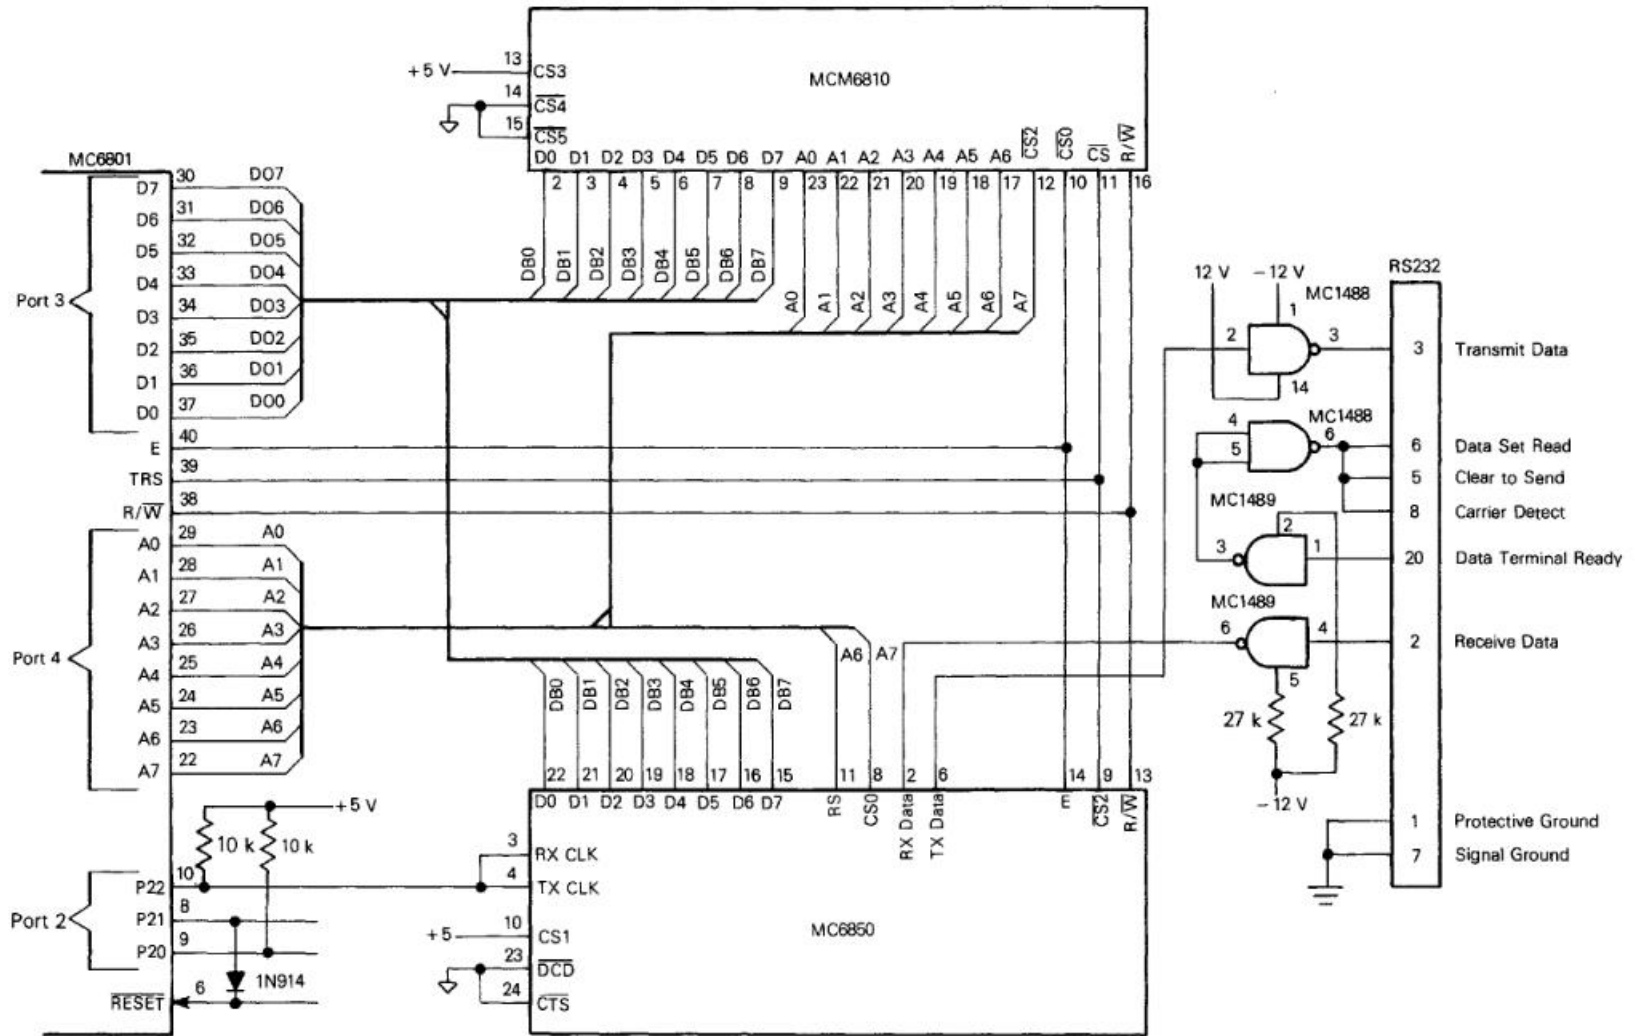 MCM6810
+5 V
13 CS3
14 CS4
15 CS5
D0 D1 D2 D3 D4 D5 D6 D7 A0 A1 A2 A3 A4 A5 A6 CS2 CS0 CS R/W
2 3 4 5 6 7 8 9 23 22 21 20 19 18 17 12 10 11 16
DB0 DB1 DB2 DB3 DB4 DB5 DB6 DB7
A0 A1 A2 A3 A4 A5 A6 A7
MC6801
Port 3
D7 30 DO7
D6 31 DO6
D5 32 DO5
D4 33 DO4
D3 34 DO3
D2 35 DO2
D1 36 DO1
D0 37 DO0
E 40
TRS 39
R/W 38
Port 4
A0 29 A0
A1 28 A1
A2 27 A2
A3 26 A3
A4 25 A4
A5 24 A5
A6 23 A6
A7 22 A7
+5 V
10 k 10 k
Port 2
P22 10
P21 8
P20 9
1N914
RESET 6
A6 A7
DB0 DB1 DB2 DB3 DB4 DB5 DB6 DB7
22 21 20 19 18 17 16 15 11 8 2 6 14 9 13
D0 D1 D2 D3 D4 D5 D6 D7 RS CS0 RX Data TX Data E CS2 R/W
3 RX CLK
4 TX CLK
+5 10 CS1
23 DCD
24 CTS
MC6850
RS232
12 V -12 V
MC1488
1
2 3
14
3 Transmit Data
MC1488
4
5 6
6 Data Set Read
5 Clear to Send
8 Carrier Detect
MC1489
2
3 1
20 Data Terminal Ready
MC1489
6 4
5
2 Receive Data
27 k 27 k
-12 V
1 Protective Ground
7 Signal Ground